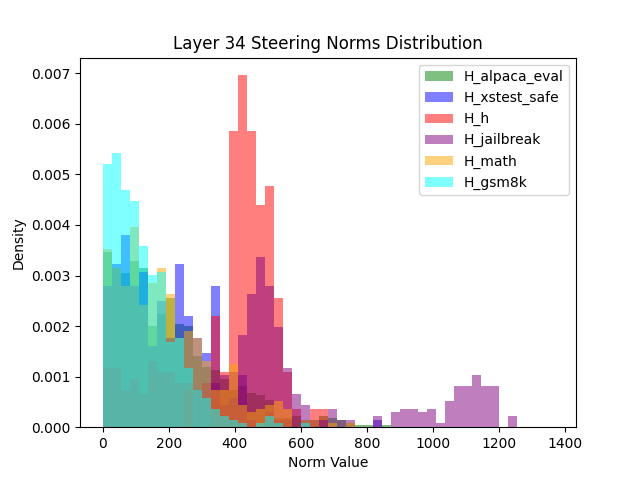 Layer 34 Steering Norms Distribution
0.007
0.006
0.005
0.004
0.003
0.002
0.001
0.000
Density
H_alpaca_eval
H_xstest_safe
H_h
H_jailbreak
H_math
H_gsm8k
0 200 400 600 800 1000 1200 1400
Norm Value